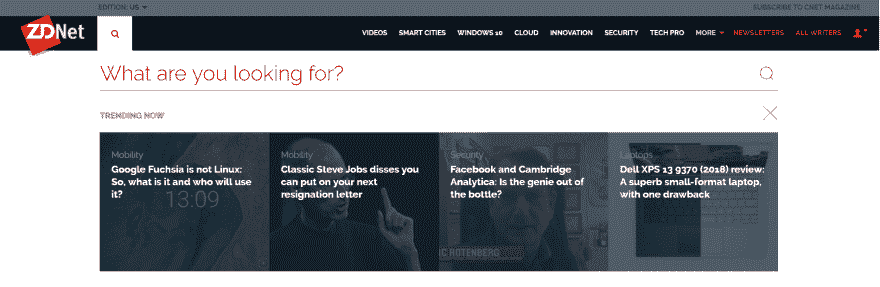 EDITION: US
SUBSCRIBE TO CNET MAGAZINE
ZDNet
VIDEOS SMART CITIES WINDOWS 10 CLOUD INNOVATION SECURITY TECH PRO MORE NEWSLETTERS ALL WRITERS
What are you looking for?
TRENDING NOW
Mobility
Google Fuchsia is not Linux:
So, what is it and who will use
it?
13:09
Mobility
Classic Steve Jobs disses you
can put on your next
resignation letter
Security
Facebook and Cambridge
Analytica: Is the genie out of
the bottle?
IC ROTENBERG
Laptops
Dell XPS 13 9370 (2018) review:
A superb small-format laptop,
with one drawback